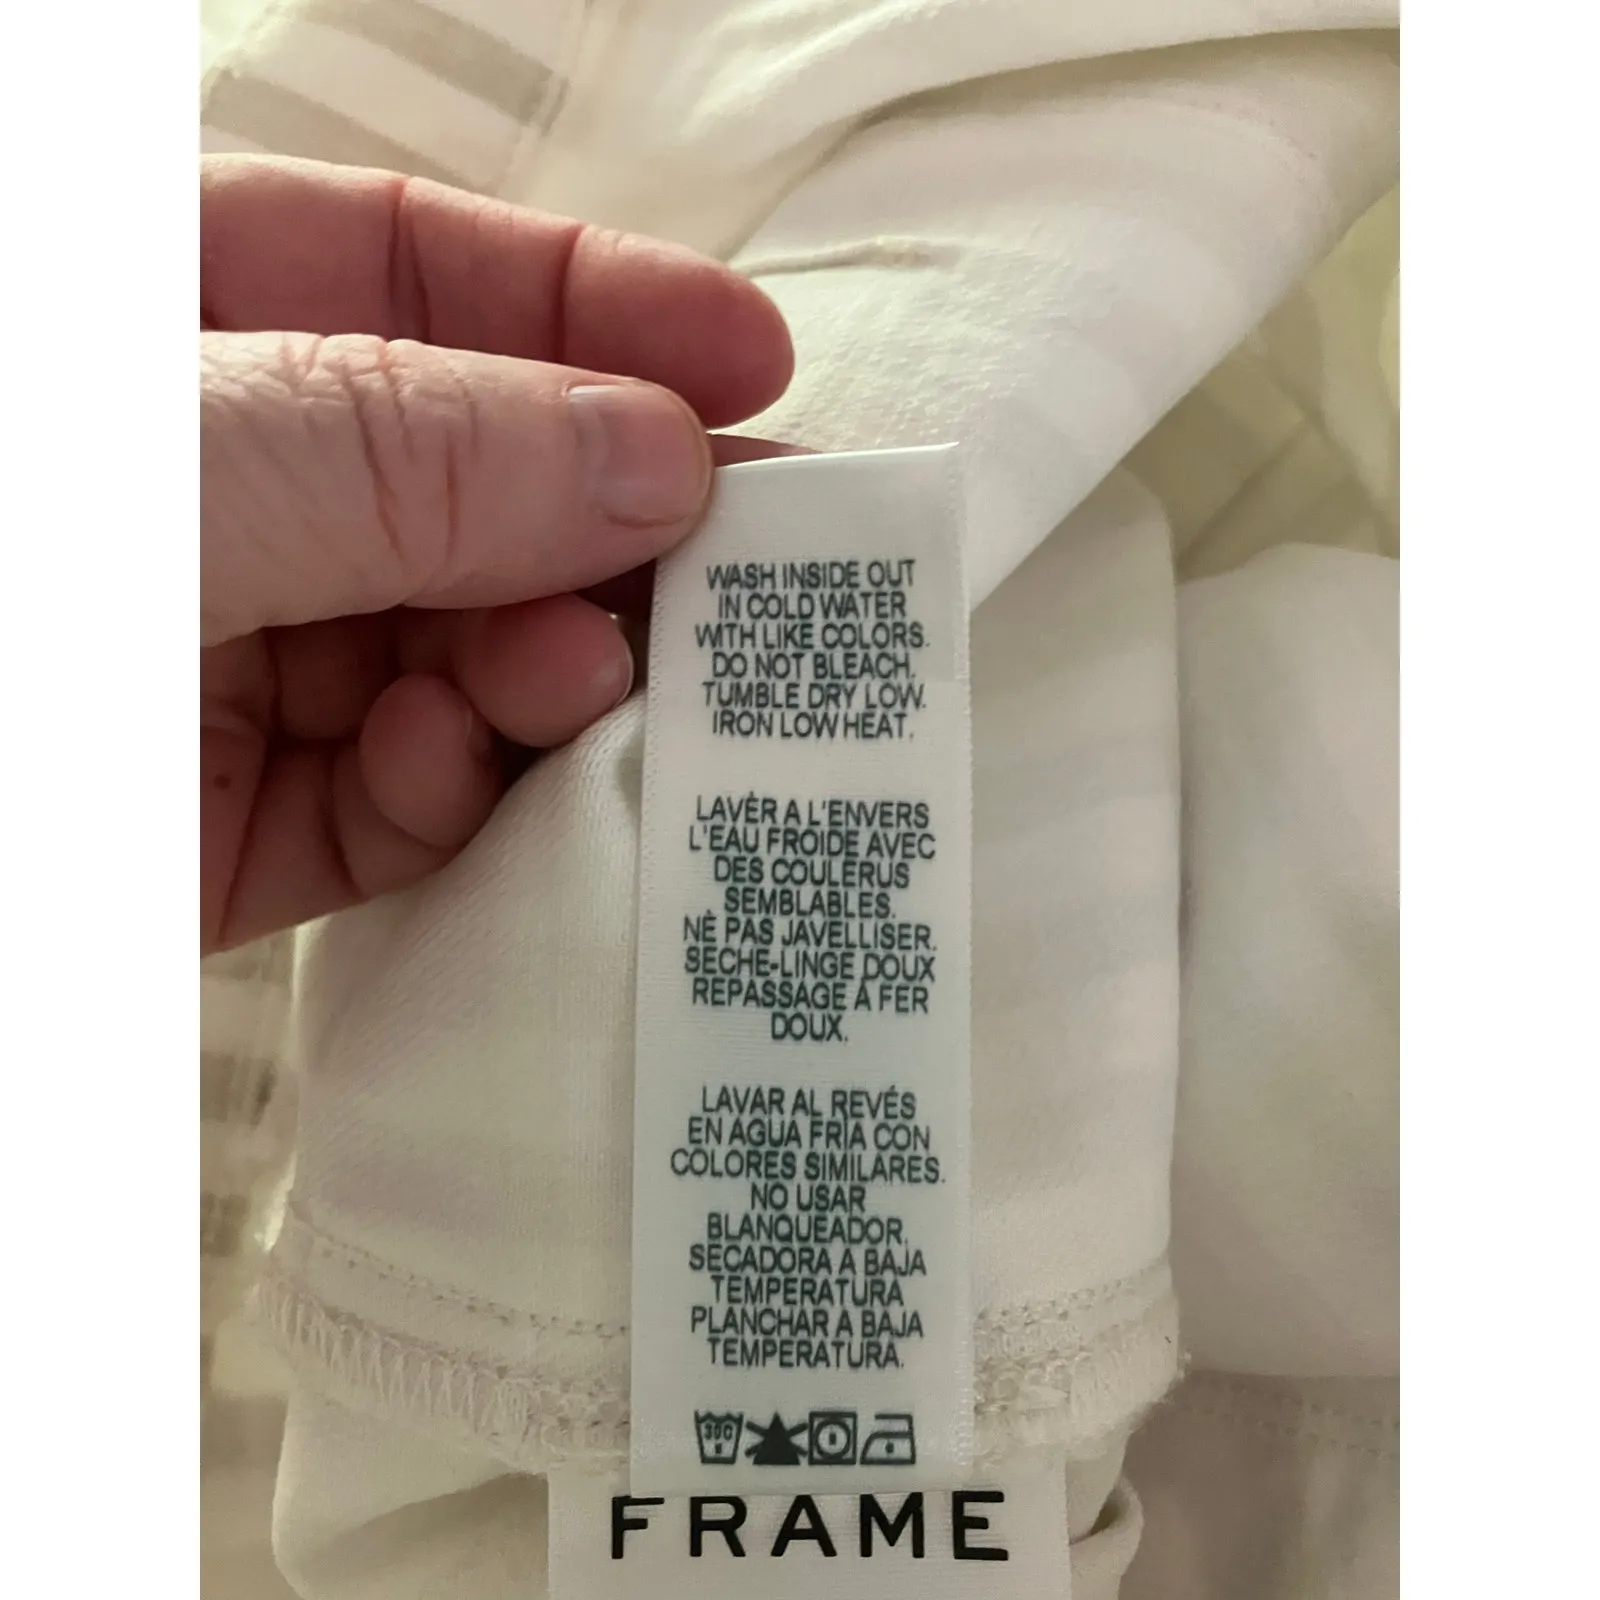 WASH INSIDE OUT
IN COLD WATER
WITH LIKE COLORS.
DO NOT BLEACH.
TUMBLE DRY LOW.
IRON LOW HEAT.
LAVÈR A L'ENVERS
L'EAU FROIDE AVEC
DES COULERUS
SEMBLABLES.
NÈ PAS JAVELLISER.
SECHE-LINGE DOUX
REPASSAGE À FER
DOUX.
LAVAR AL REVÉS
EN AGUA FRÍA CON
COLORES SIMILARES.
NO USAR
BLANQUEADOR.
SECADORA A BAJA
TEMPERATURA
PLANCHAR A BAJA
TEMPERATURA.
30C
FRAME